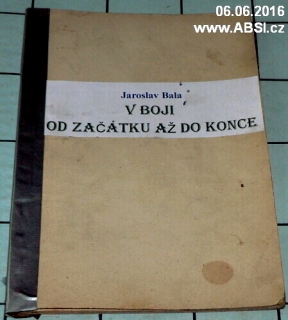 06.06.2016
www.ABSI.cz
Jaroslav Bala
V BOJI
OD ZAČÁTKU AŽ DO KONCE